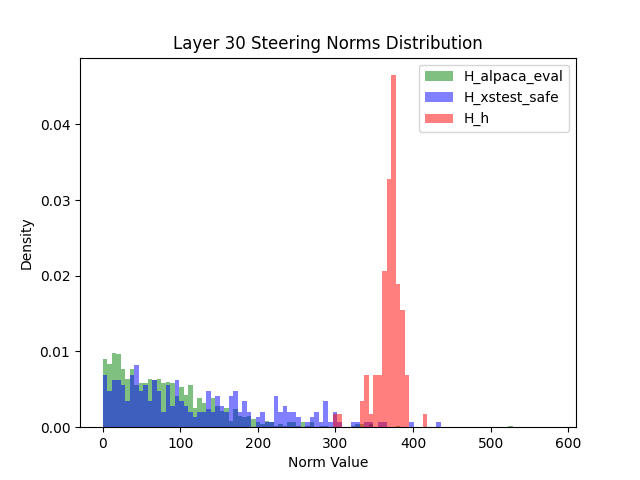 Layer 30 Steering Norms Distribution
H_alpaca_eval
H_xstest_safe
H_h
0.04
0.03
0.02
0.01
0.00
Density
0 100 200 300 400 500 600
Norm Value